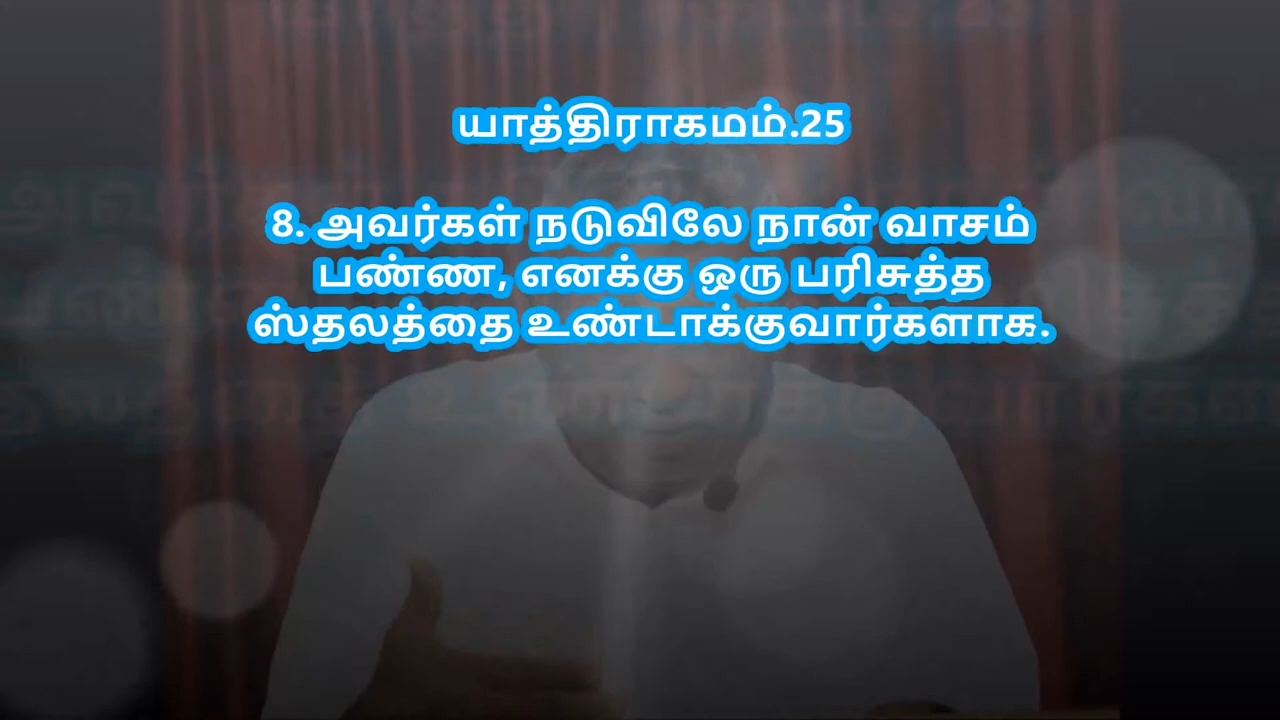 யாத்திராகமம்.25
8. அவர்கள் நடுவிலே நான் வாசம்
பண்ண, எனக்கு ஒரு பரிசுத்த
ஸ்தலத்தை உண்டாக்குவார்களாக.